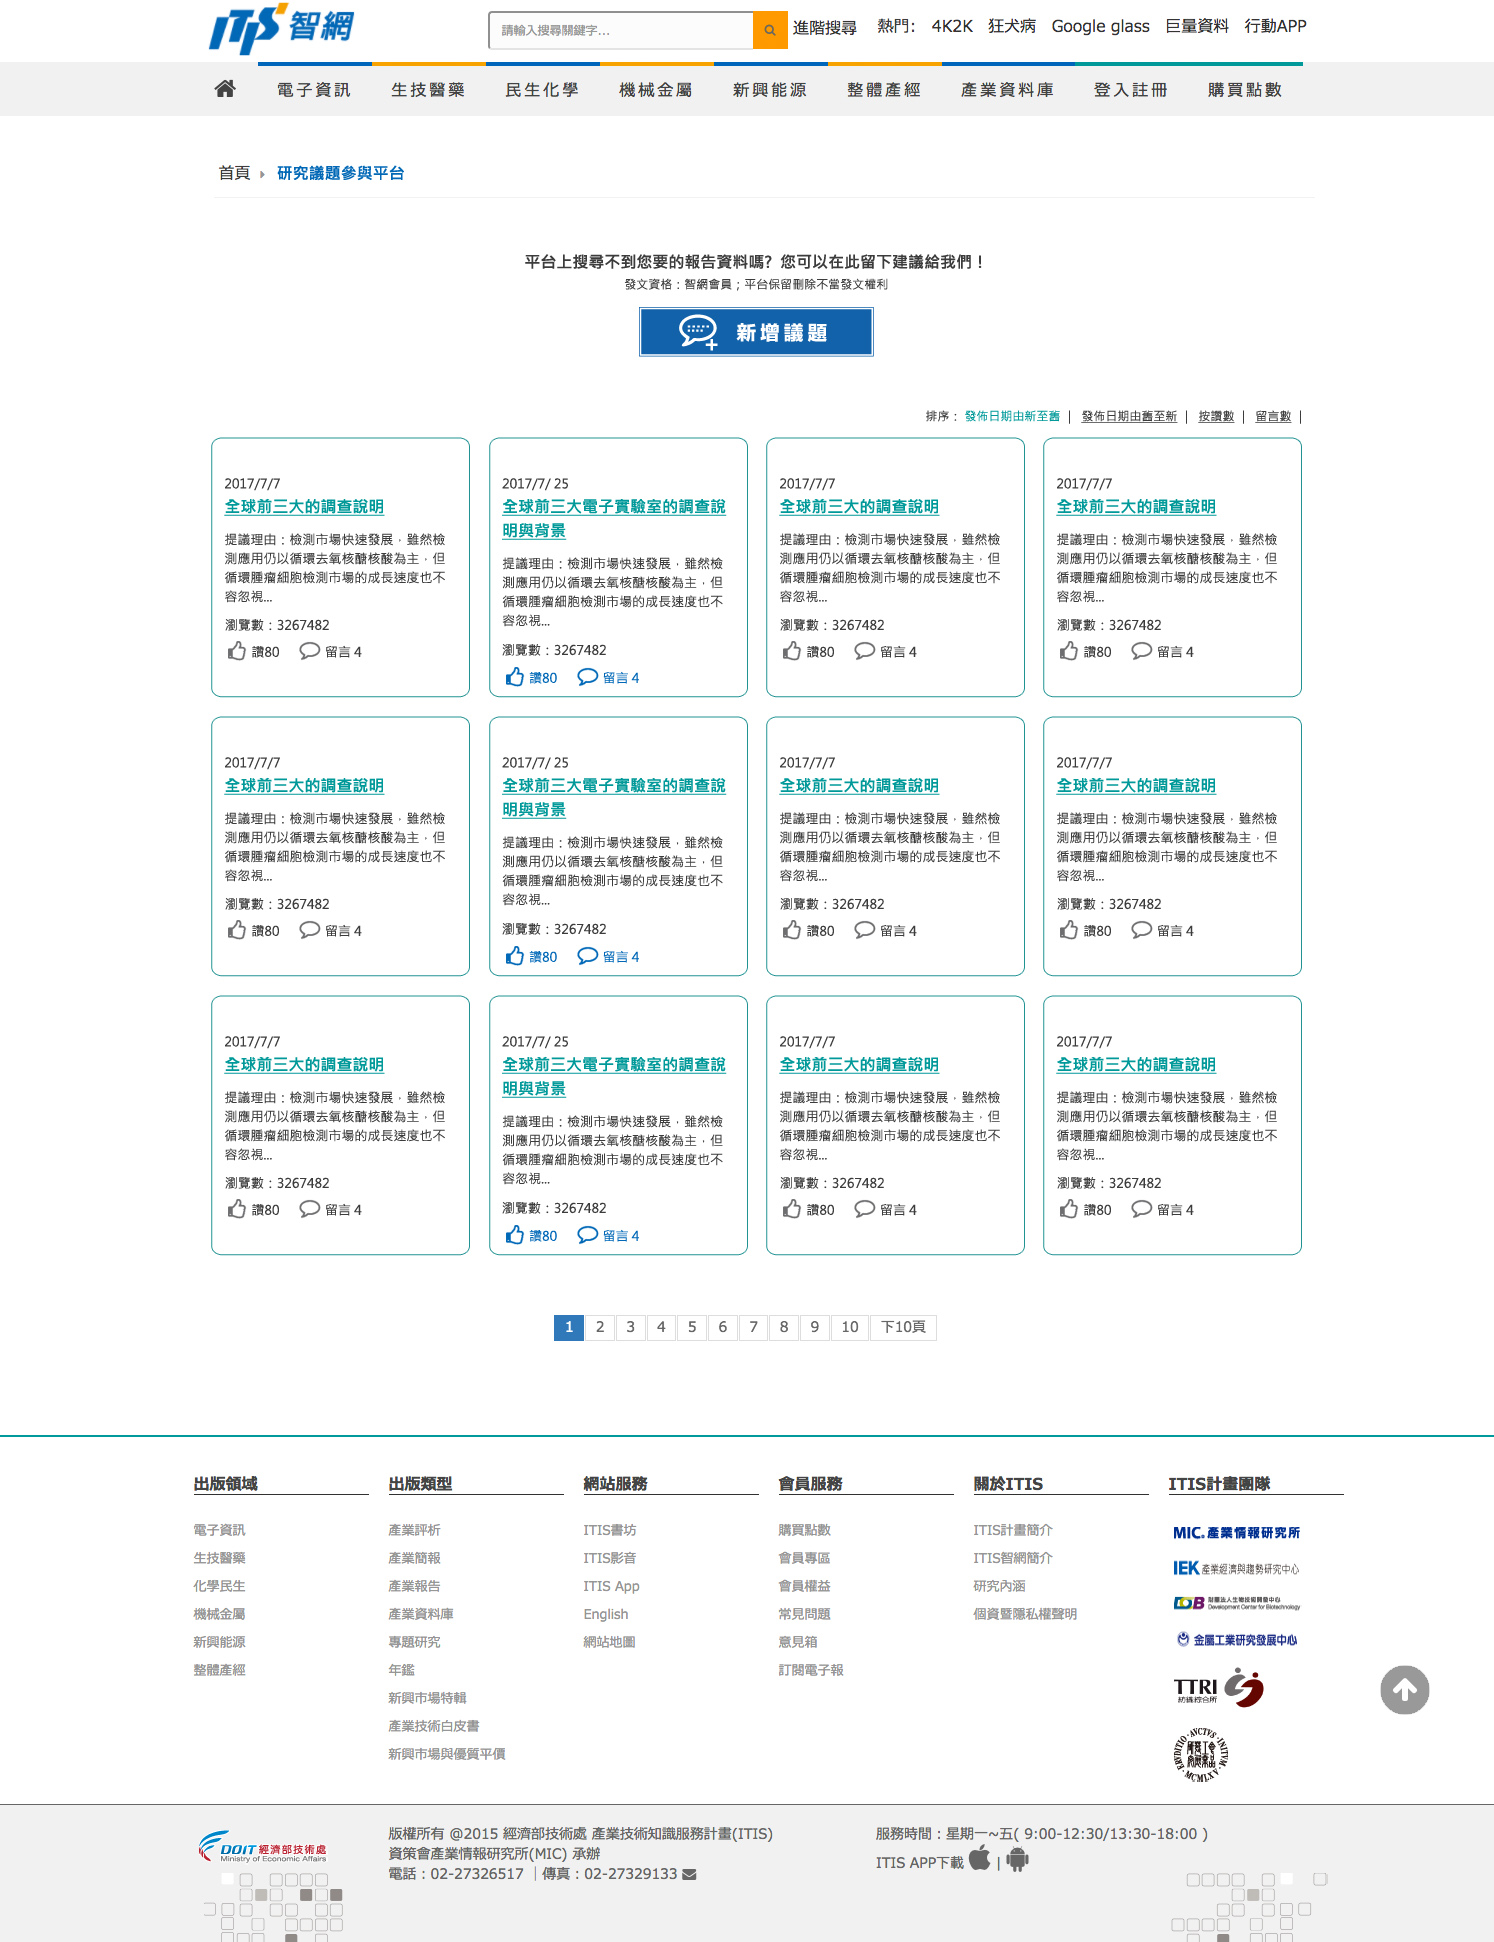 ITIS智網
請輸入搜尋關鍵字...
進階搜尋 熱門: 4K2K 狂犬病 Google glass 巨量資料 行動APP
電子資訊 生技醫藥 民生化學 機械金屬 新興能源 整體產經 產業資料庫 登入註冊 購買點數
首頁 研究議題參與平台
平台上搜尋不到您要的報告資料嗎? 您可以在此留下建議給我們！
發文資格：智網會員；平台保留刪除不當發文權利
新增議題
排序： 發佈日期由新至舊 | 發佈日期由舊至新 | 按讚數 | 留言數 |
2017/7/7
全球前三大的調查說明
提議理由：檢測市場快速發展，雖然檢
測應用仍以循環去氧核醣核酸為主，但
循環腫瘤細胞檢測市場的成長速度也不
容忽視...
瀏覽數：3267482
讚80 留言 4
2017/7/ 25
全球前三大電子實驗室的調查說
明與背景
提議理由：檢測市場快速發展，雖然檢
測應用仍以循環去氧核醣核酸為主，但
循環腫瘤細胞檢測市場的成長速度也不
容忽視...
瀏覽數：3267482
讚80 留言 4
2017/7/7
全球前三大的調查說明
提議理由：檢測市場快速發展，雖然檢
測應用仍以循環去氧核醣核酸為主，但
循環腫瘤細胞檢測市場的成長速度也不
容忽視...
瀏覽數：3267482
讚80 留言 4
2017/7/7
全球前三大的調查說明
提議理由：檢測市場快速發展，雖然檢
測應用仍以循環去氧核醣核酸為主，但
循環腫瘤細胞檢測市場的成長速度也不
容忽視...
瀏覽數：3267482
讚80 留言 4
2017/7/7
全球前三大的調查說明
提議理由：檢測市場快速發展，雖然檢
測應用仍以循環去氧核醣核酸為主，但
循環腫瘤細胞檢測市場的成長速度也不
容忽視...
瀏覽數：3267482
讚80 留言 4
2017/7/ 25
全球前三大電子實驗室的調查說
明與背景
提議理由：檢測市場快速發展，雖然檢
測應用仍以循環去氧核醣核酸為主，但
循環腫瘤細胞檢測市場的成長速度也不
容忽視...
瀏覽數：3267482
讚80 留言 4
2017/7/7
全球前三大的調查說明
提議理由：檢測市場快速發展，雖然檢
測應用仍以循環去氧核醣核酸為主，但
循環腫瘤細胞檢測市場的成長速度也不
容忽視...
瀏覽數：3267482
讚80 留言 4
2017/7/7
全球前三大的調查說明
提議理由：檢測市場快速發展，雖然檢
測應用仍以循環去氧核醣核酸為主，但
循環腫瘤細胞檢測市場的成長速度也不
容忽視...
瀏覽數：3267482
讚80 留言 4
2017/7/7
全球前三大的調查說明
提議理由：檢測市場快速發展，雖然檢
測應用仍以循環去氧核醣核酸為主，但
循環腫瘤細胞檢測市場的成長速度也不
容忽視...
瀏覽數：3267482
讚80 留言 4
2017/7/ 25
全球前三大電子實驗室的調查說
明與背景
提議理由：檢測市場快速發展，雖然檢
測應用仍以循環去氧核醣核酸為主，但
循環腫瘤細胞檢測市場的成長速度也不
容忽視...
瀏覽數：3267482
讚80 留言 4
2017/7/7
全球前三大的調查說明
提議理由：檢測市場快速發展，雖然檢
測應用仍以循環去氧核醣核酸為主，但
循環腫瘤細胞檢測市場的成長速度也不
容忽視...
瀏覽數：3267482
讚80 留言 4
2017/7/7
全球前三大的調查說明
提議理由：檢測市場快速發展，雖然檢
測應用仍以循環去氧核醣核酸為主，但
循環腫瘤細胞檢測市場的成長速度也不
容忽視...
瀏覽數：3267482
讚80 留言 4
1 2 3 4 5 6 7 8 9 10 下10頁
出版領域
電子資訊
生技醫藥
化學民生
機械金屬
新興能源
整體產經
出版類型
產業評析
產業簡報
產業報告
產業資料庫
專題研究
年鑑
新興市場特輯
產業技術白皮書
新興市場與優質平價
網站服務
ITIS書坊
ITIS影音
ITIS App
English
網站地圖
會員服務
購買點數
會員專區
會員權益
常見問題
意見箱
訂閱電子報
關於ITIS
ITIS計畫簡介
ITIS智網簡介
研究內涵
個資暨隱私權聲明
ITIS計畫團隊
MIC 產業情報研究所
IEK 產業經濟與趨勢研究中心
DCB 財團法人生物技術開發中心
Development Center for Biotechnology
金屬工業研究發展中心
TTRI
紡織綜合所
ERVDITIO · AVCTVS · INITVM · MCMLXV
DOIT 經濟部技術處
Ministry of Economic Affairs
版權所有 @2015 經濟部技術處 產業技術知識服務計畫(ITIS)
資策會產業情報研究所(MIC) 承辦
電話：02-27326517 ｜傳真：02-27329133
服務時間：星期一~五( 9:00-12:30/13:30-18:00 )
ITIS APP下載 |